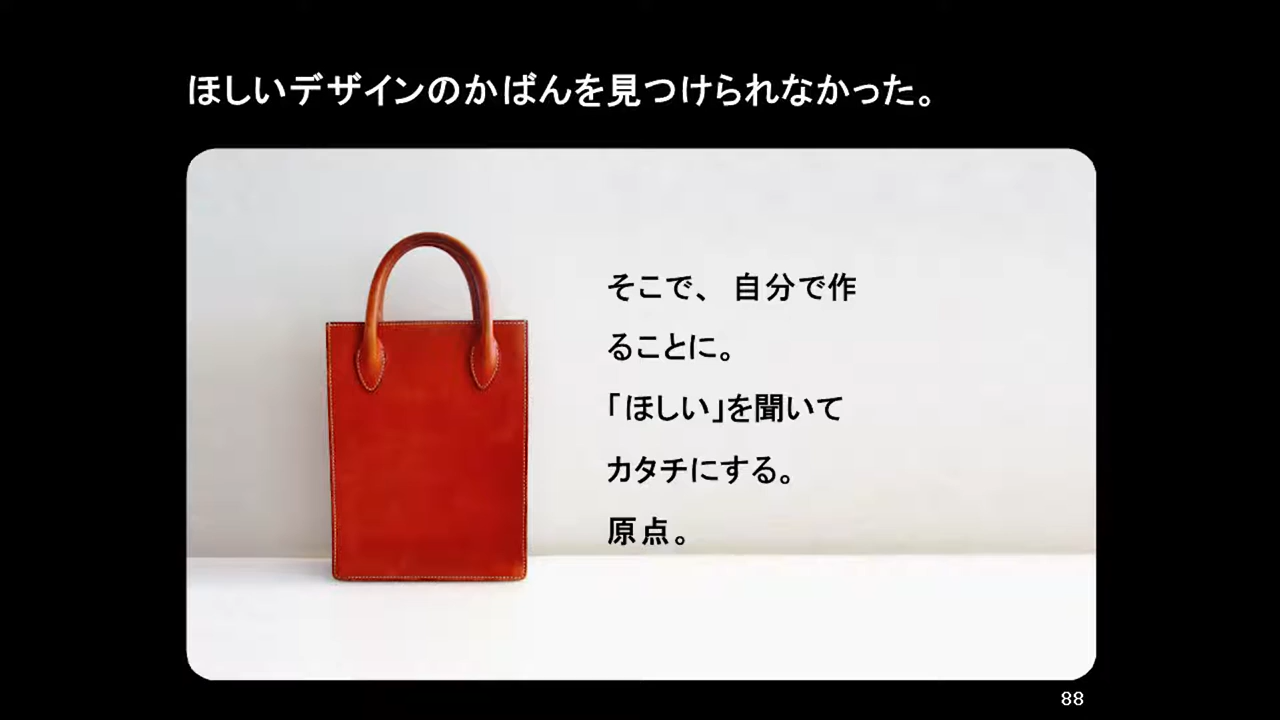 ほしいデザインのかばんを見つけられなかった。
そこで、 自分で作
ることに。
「ほしい」を聞いて
カタチにする。
原点。
88